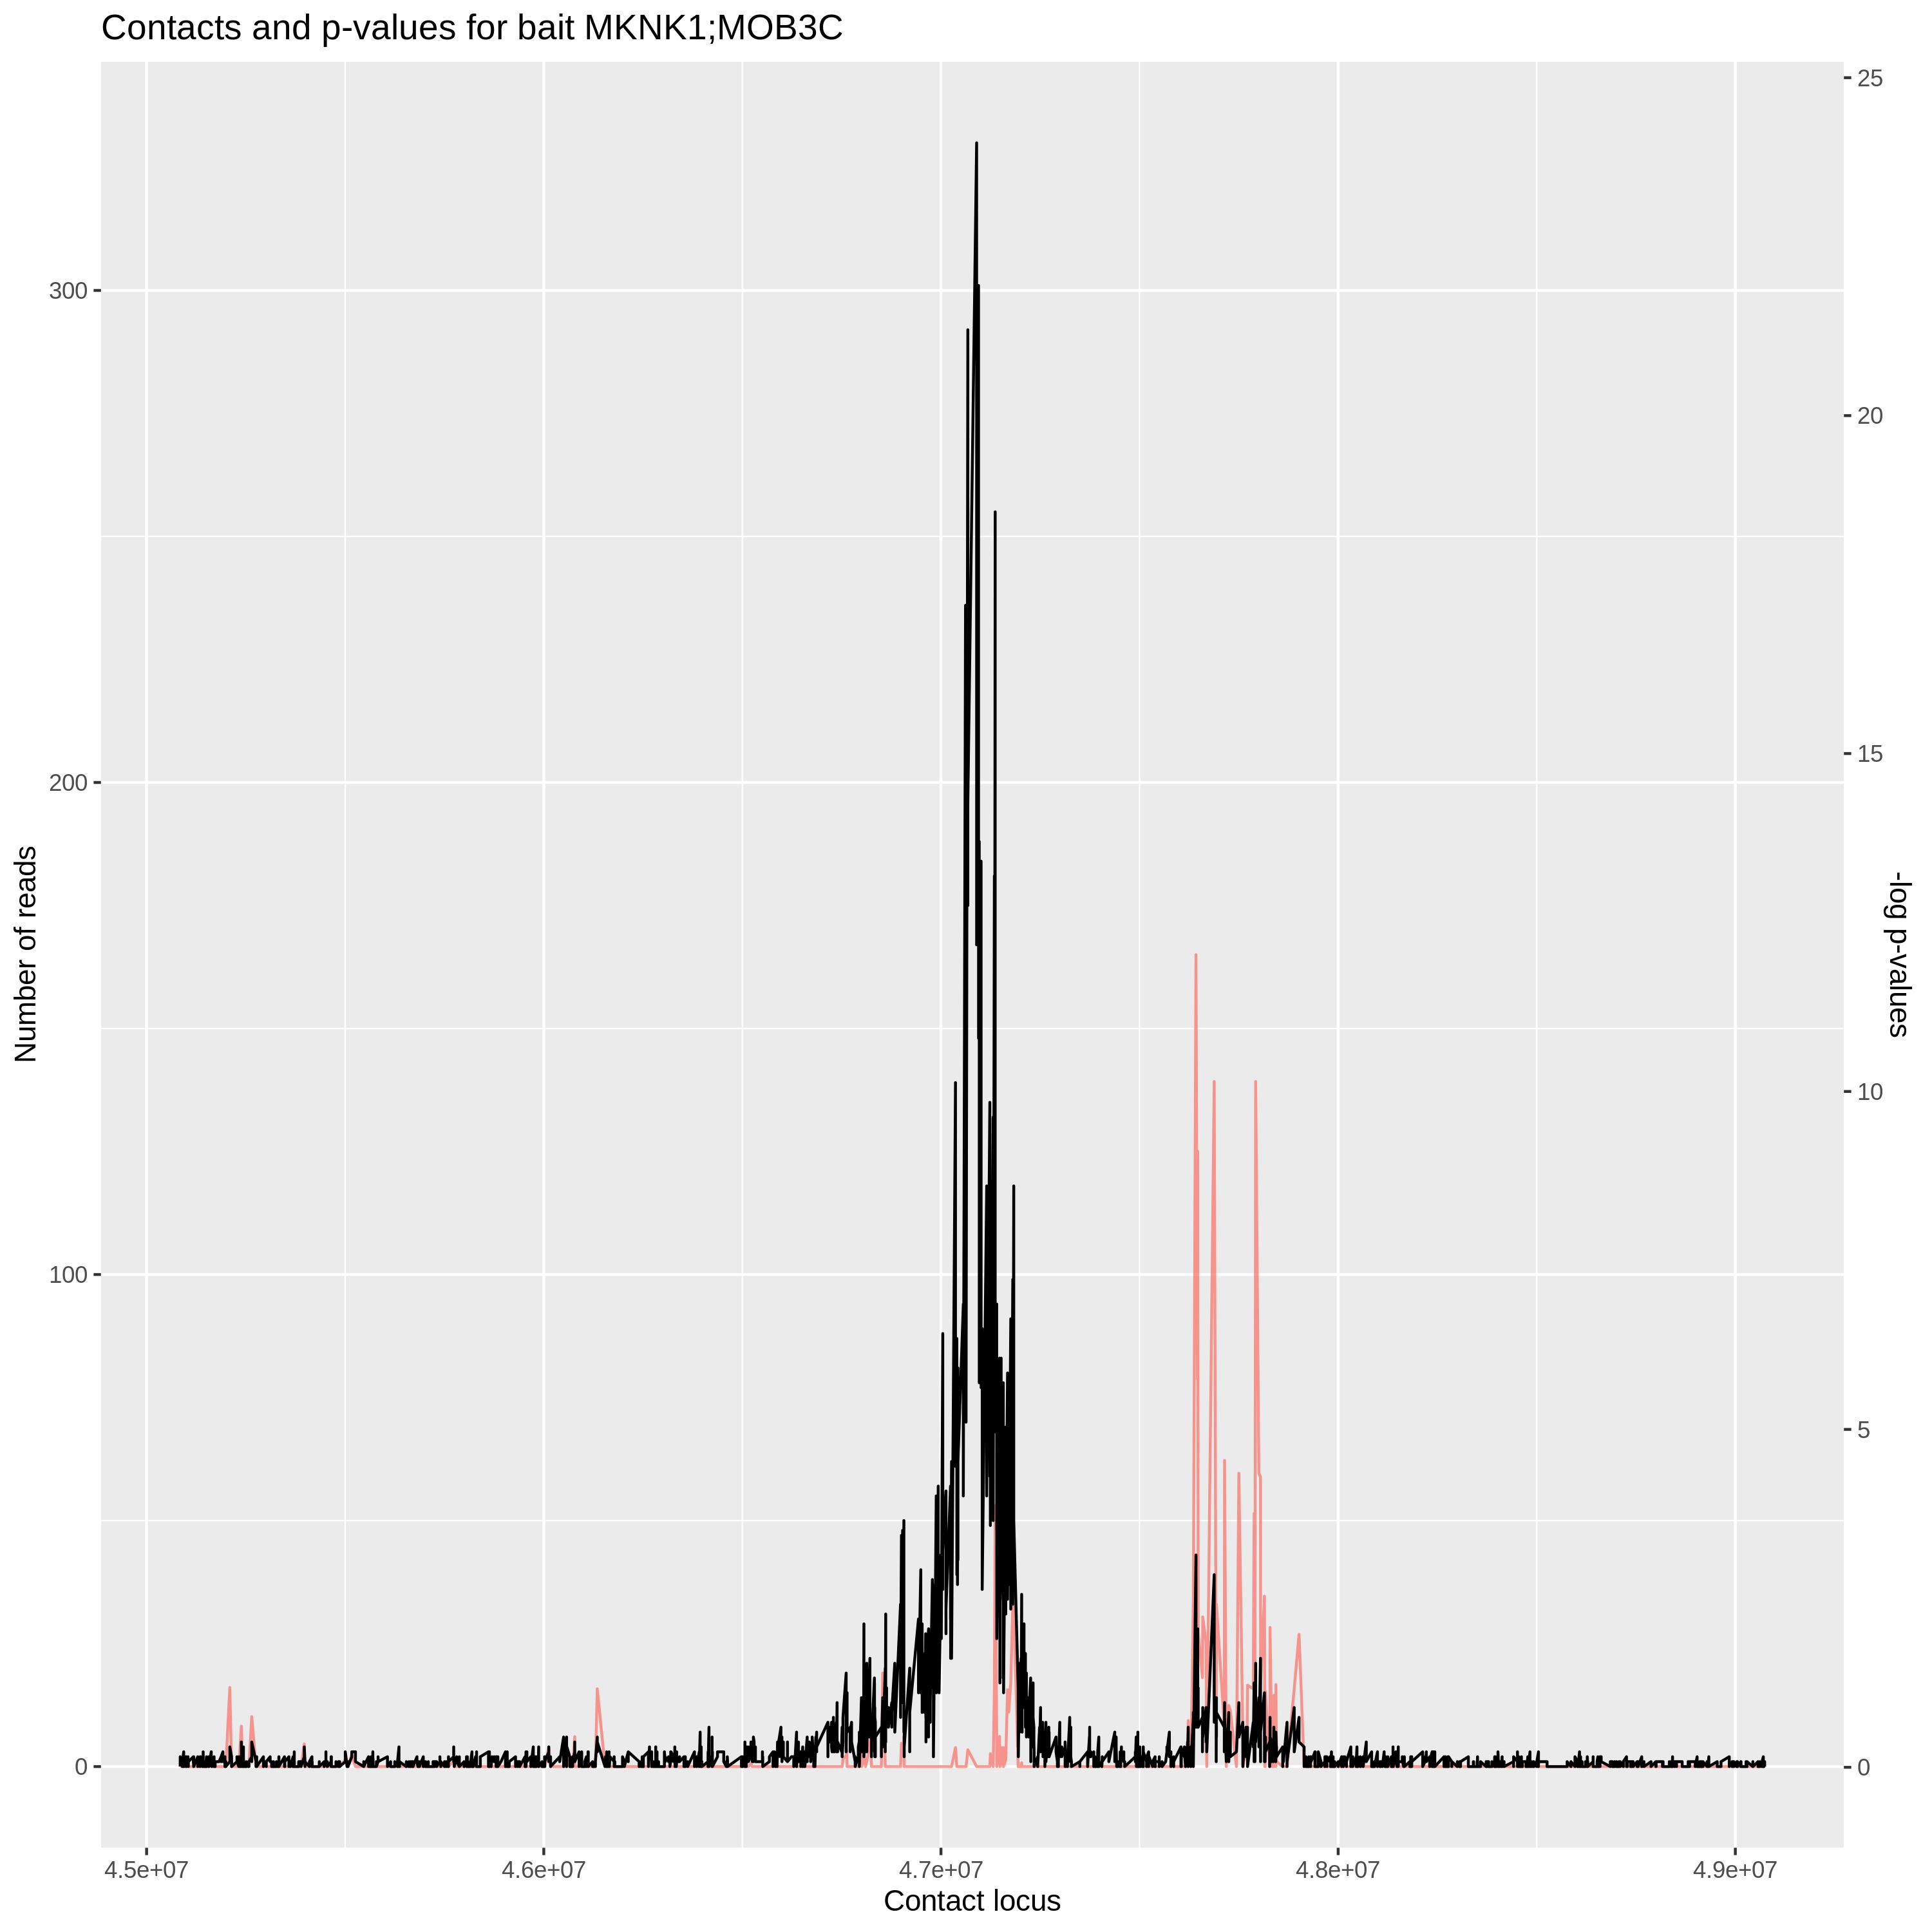 Contacts and p-values for bait MKNK1;MOB3C
Number of reads
300
200
100
0
25
20
15
10
5
0
-log p-values
4.5e+07 4.6e+07 4.7e+07 4.8e+07 4.9e+07
Contact locus